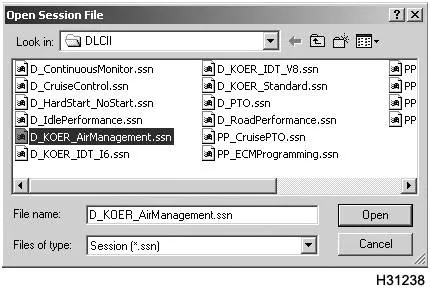 Open Session File
Look in: DLCII
D_ContinuousMonitor.ssn
D_CruiseControl.ssn
D_HardStart_NoStart.ssn
D_IdlePerformance.ssn
D_KOER_AirManagement.ssn
D_KOER_IDT_I6.ssn
D_KOER_IDT_V8.ssn
D_KOER_Standard.ssn
D_PTO.ssn
D_RoadPerformance.ssn
PP_CruisePTO.ssn
PP_ECMProgramming.ssn
PP
PP
PP
File name: D_KOER_AirManagement.ssn Open
Files of type: Session (*.ssn) Cancel
H31238